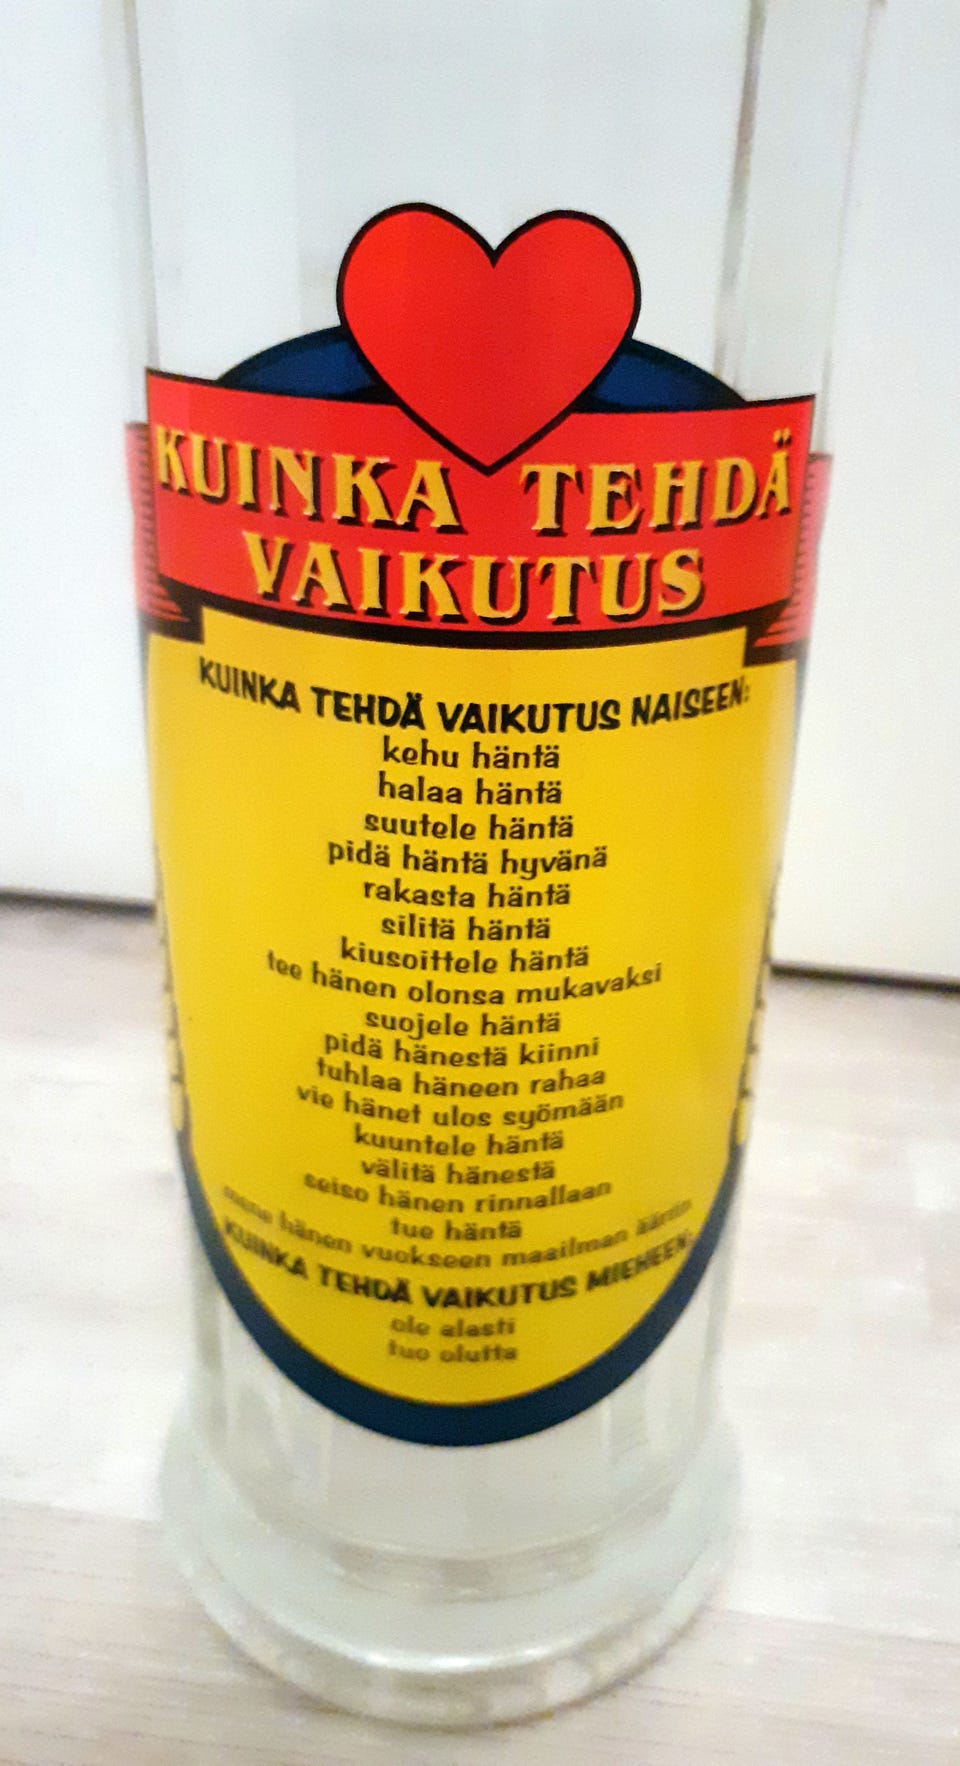 KUINKA TEHDÄ
VAIKUTUS
KUINKA TEHDÄ VAIKUTUS NAISEEN:
kehu häntä
halaa häntä
suutele häntä
pidä häntä hyvänä
rakasta häntä
silitä häntä
kiusoittele häntä
tee hänen olonsa mukavaksi
suojele häntä
pidä hänestä kiinni
tuhlaa häneen rahaa
vie hänet ulos syömään
kuuntele häntä
välitä hänestä
seiso hänen rinnallaan
tue häntä
mene hänen vuokseen maailman ääriin
KUINKA TEHDÄ VAIKUTUS MIEHEEN:
ole alasti
tuo olutta